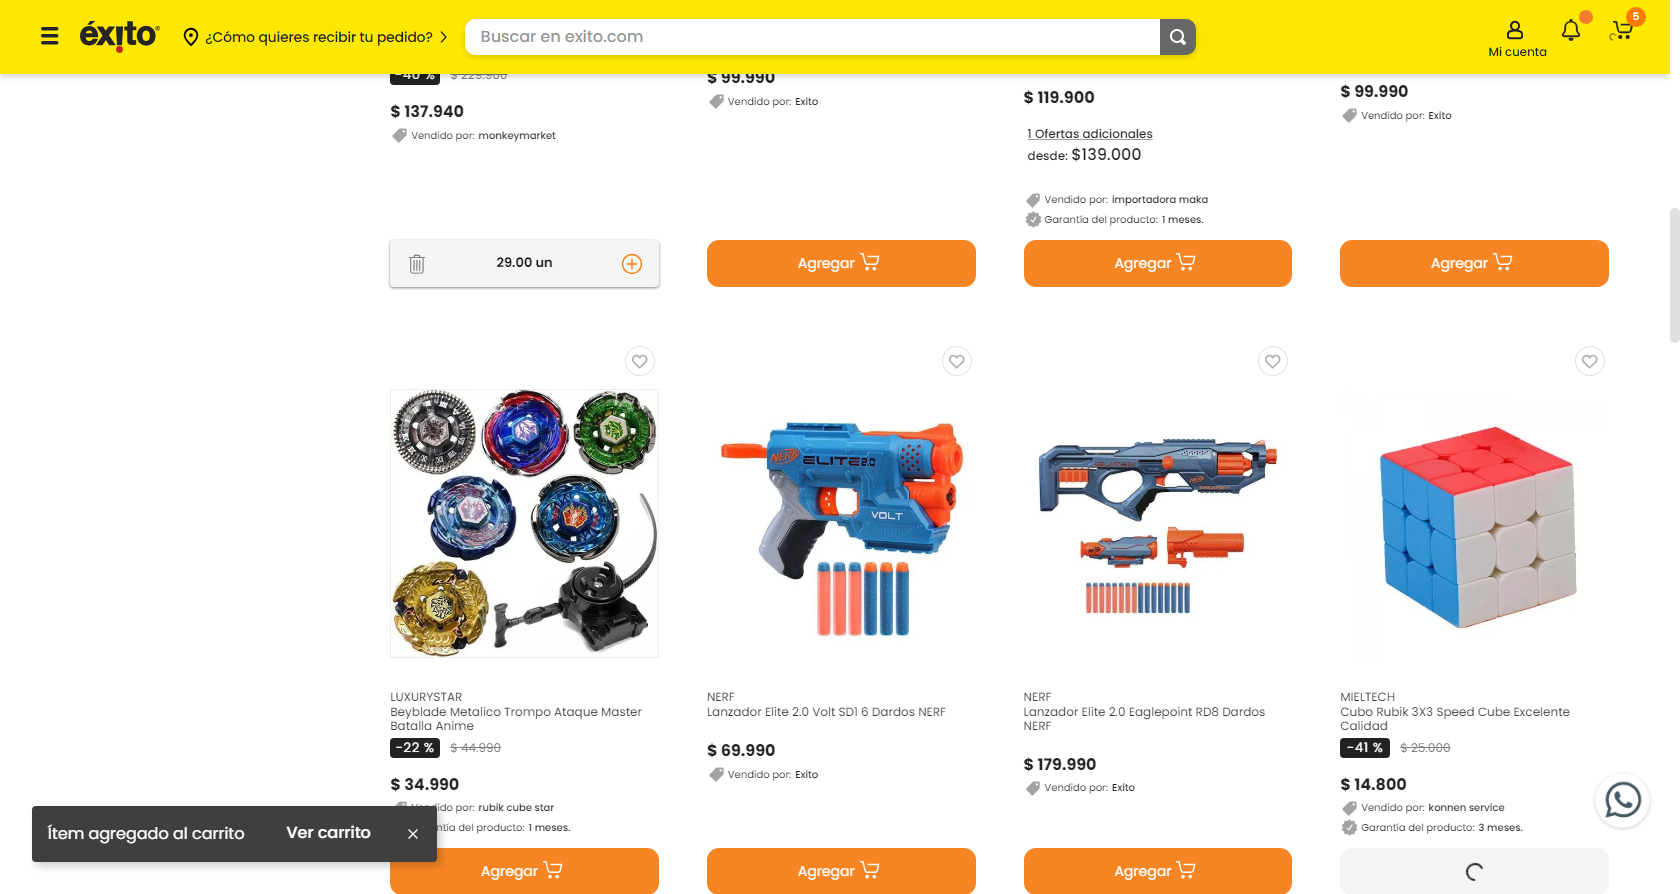 éxito
¿Cómo quieres recibir tu pedido?
Buscar en exito.com
Mi cuenta
5
-40 % $ 229.900
$ 137.940
Vendido por: monkeymarket
29.00 un
$ 99.990
Vendido por: Exito
Agregar
$ 119.900
1 Ofertas adicionales
desde: $139.000
Vendido por: importadora maka
Garantía del producto: 1 meses.
Agregar
$ 99.990
Vendido por: Exito
Agregar
LUXURYSTAR
Beyblade Metalico Trompo Ataque Master
Batalla Anime
-22 % $ 44.990
$ 34.990
do por: rubik cube star
ntía del producto: 1 meses.
Agregar
NERF
ELITE 2.0
VOLT
NERF
Lanzador Elite 2.0 Volt SD1 6 Dardos NERF
$ 69.990
Vendido por: Exito
Agregar
NERF
Lanzador Elite 2.0 Eaglepoint RD8 Dardos
NERF
$ 179.990
Vendido por: Exito
Agregar
MIELTECH
Cubo Rubik 3X3 Speed Cube Excelente
Calidad
-41 % $ 25.000
$ 14.800
Vendido por: konnen service
Garantía del producto: 3 meses.
Ítem agregado al carrito
Ver carrito